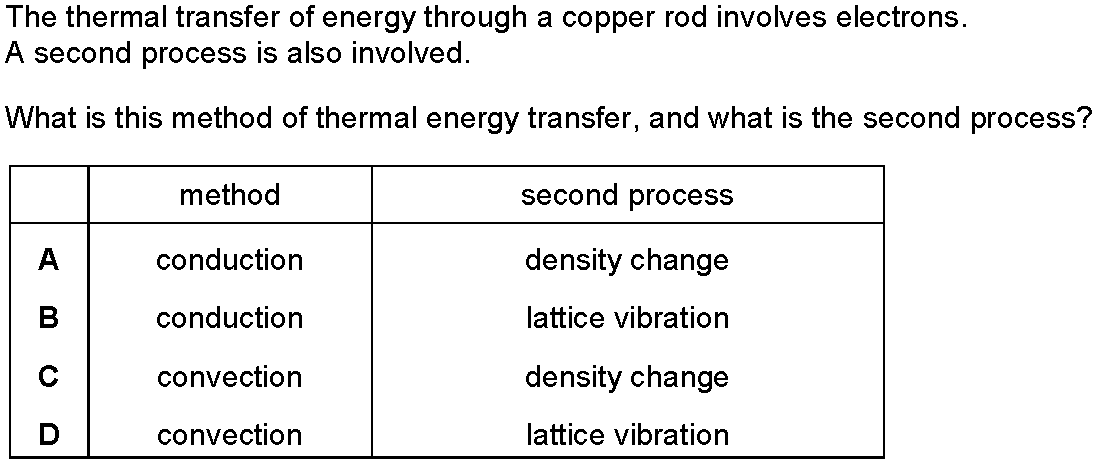 The thermal transfer of energy through a copper rod involves electrons.
A second process is also involved.
What is this method of thermal energy transfer, and what is the second process?
method second process
A conduction density change
B conduction lattice vibration
C convection density change
D convection lattice vibration